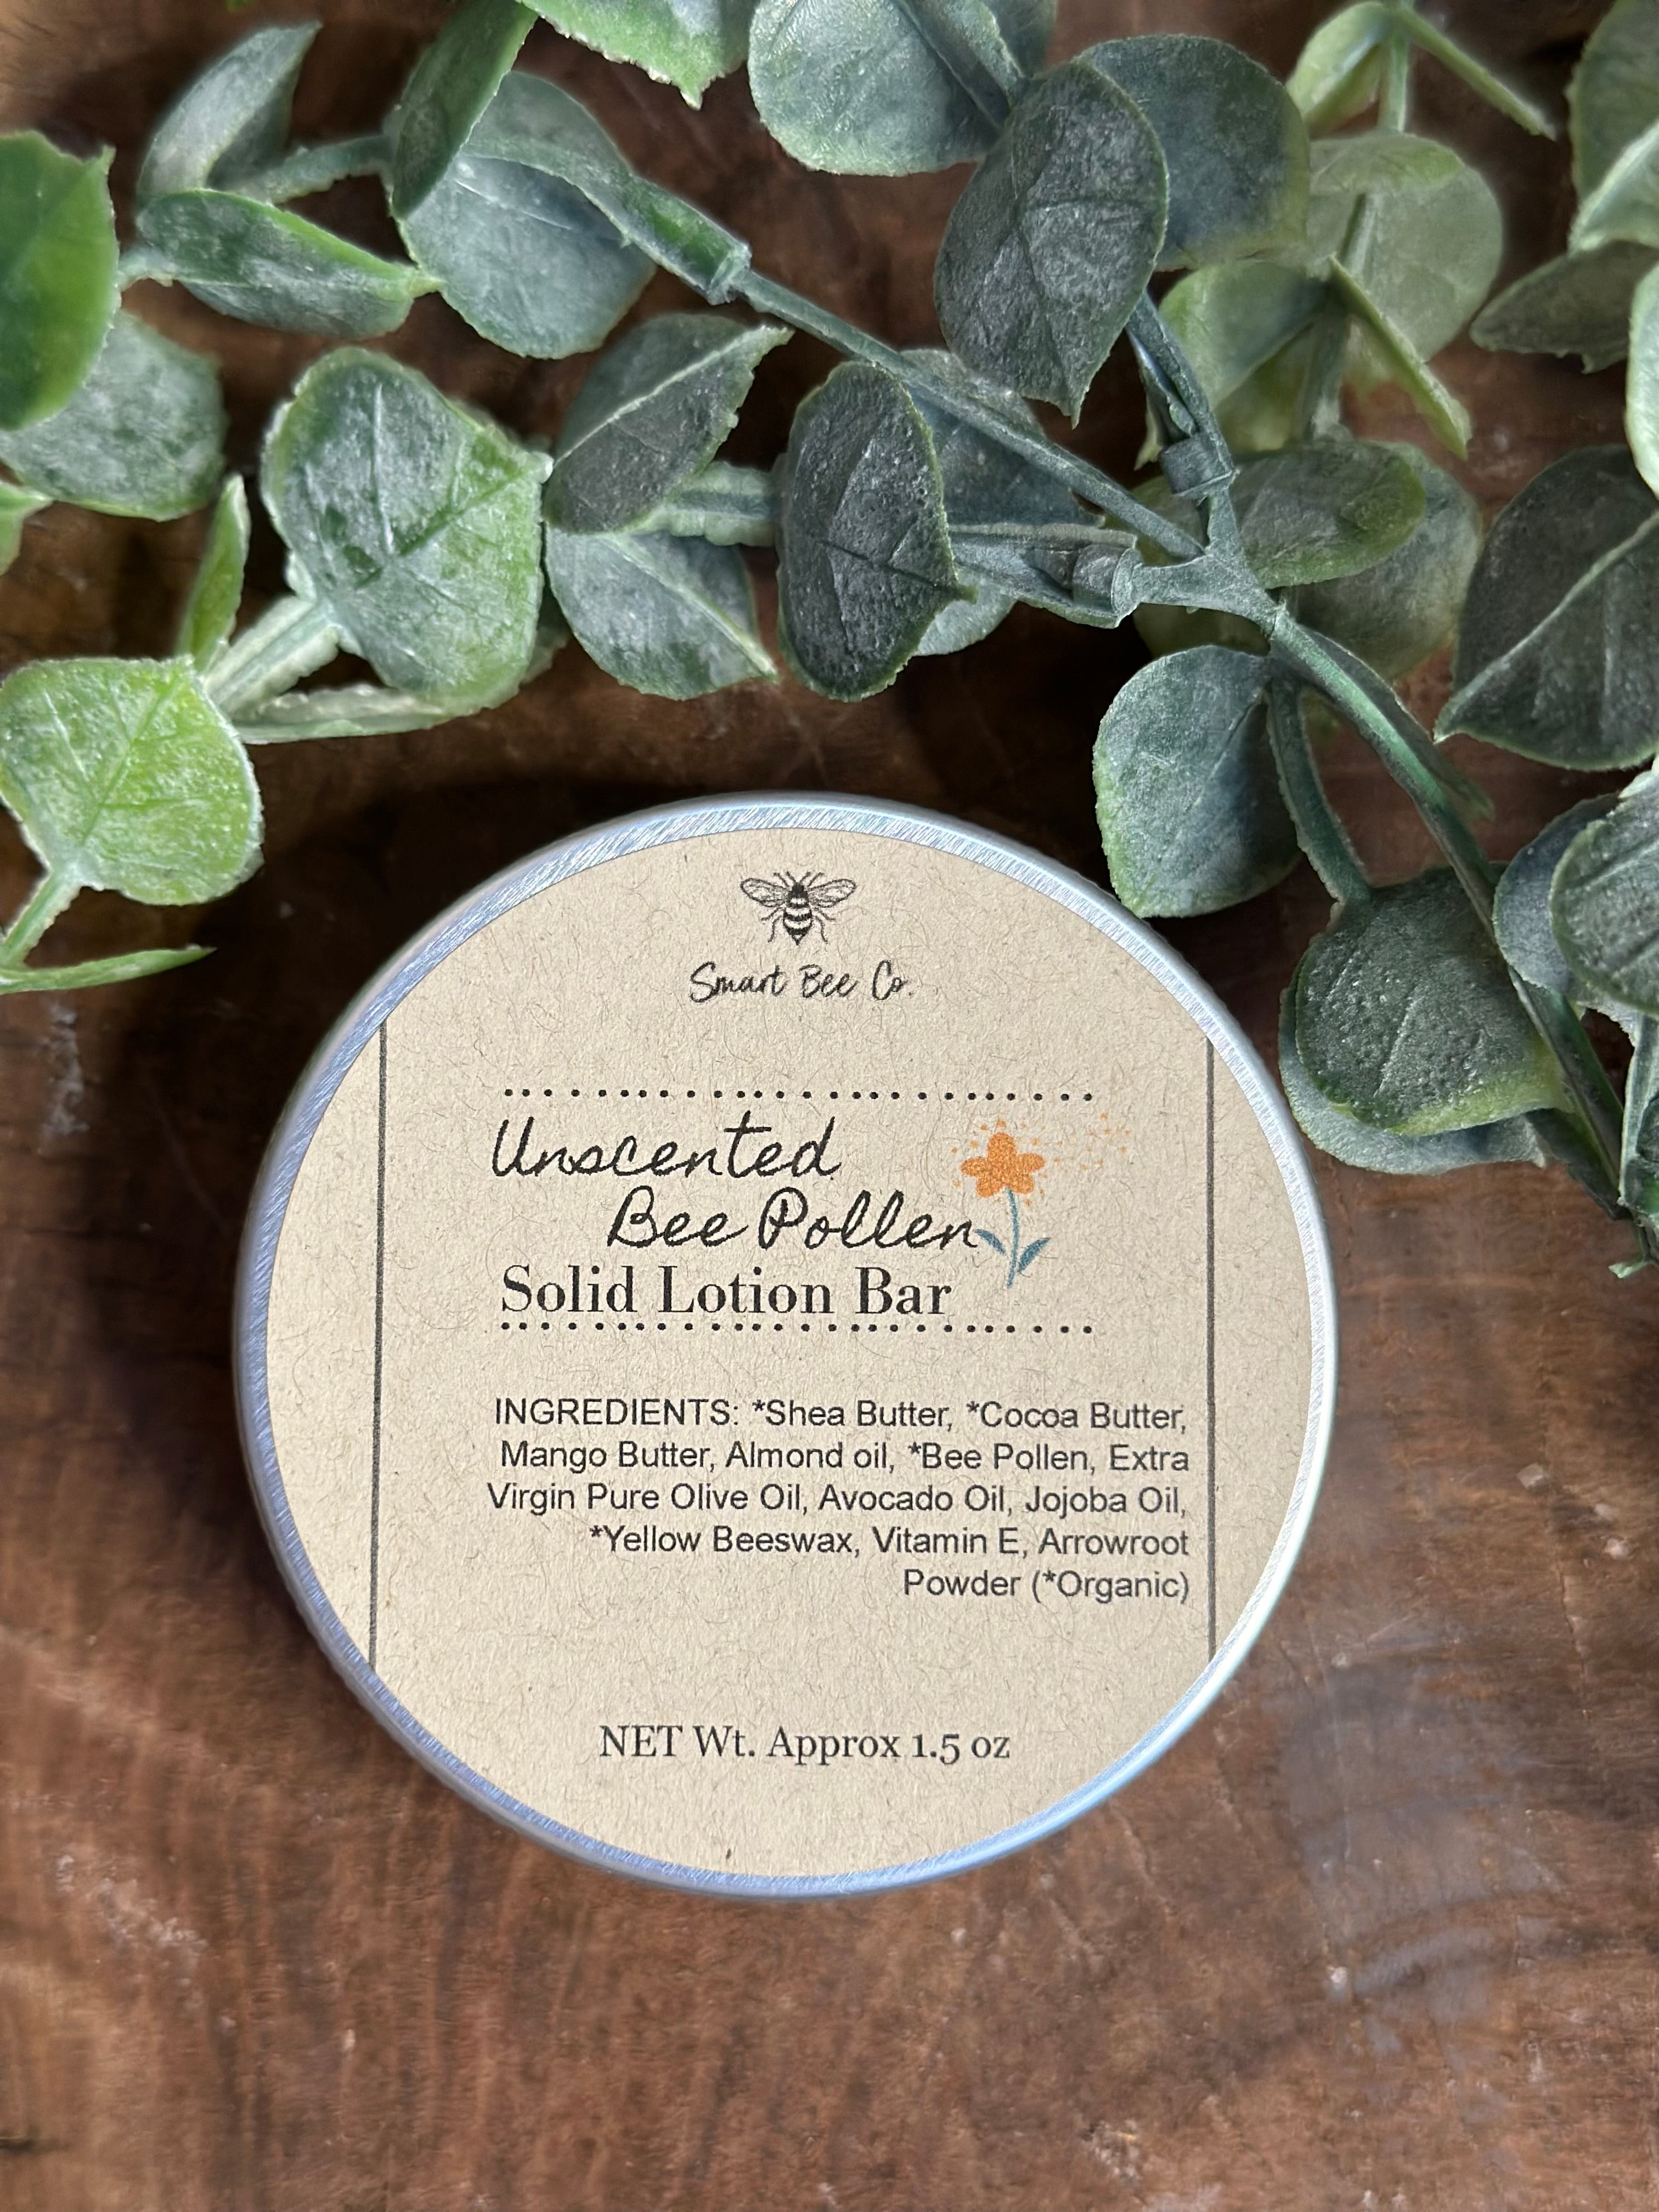 Smart Bee Co.
Unscented
Bee Pollen
Solid Lotion Bar
INGREDIENTS: *Shea Butter, *Cocoa Butter,
Mango Butter, Almond oil, *Bee Pollen, Extra
Virgin Pure Olive Oil, Avocado Oil, Jojoba Oil,
*Yellow Beeswax, Vitamin E, Arrowroot
Powder (*Organic)
NET Wt. Approx 1.5 oz